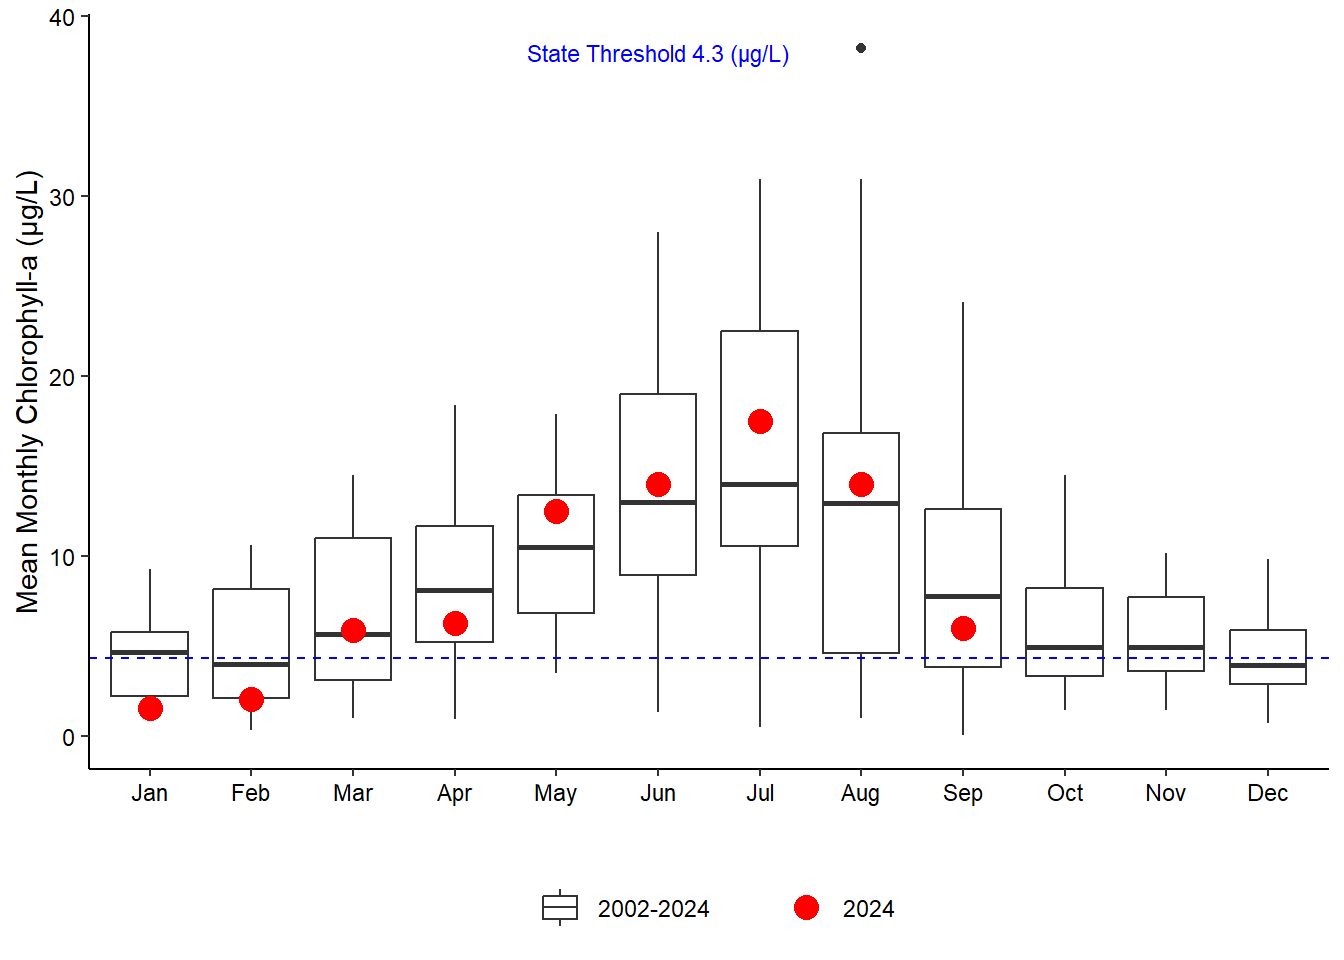 State Threshold 4.3 (µg/L)
Mean Monthly Chlorophyll-a (µg/L)
40
30
20
10
0
Jan Feb Mar Apr May Jun Jul Aug Sep Oct Nov Dec
2002-2024 2024